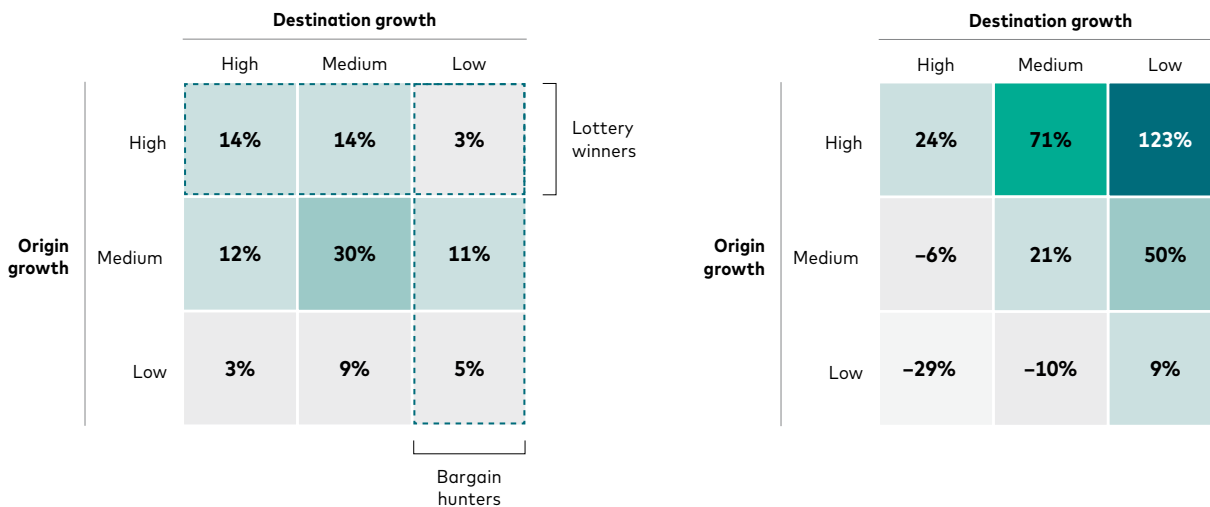 Destination growth
High Medium Low
Origin
growth
High 14% 14% 3%
Medium 12% 30% 11%
Low 3% 9% 5%
Lottery
winners
Bargain
hunters
Destination growth
High Medium Low
Origin
growth
High 24% 71% 123%
Medium –6% 21% 50%
Low –29% –10% 9%